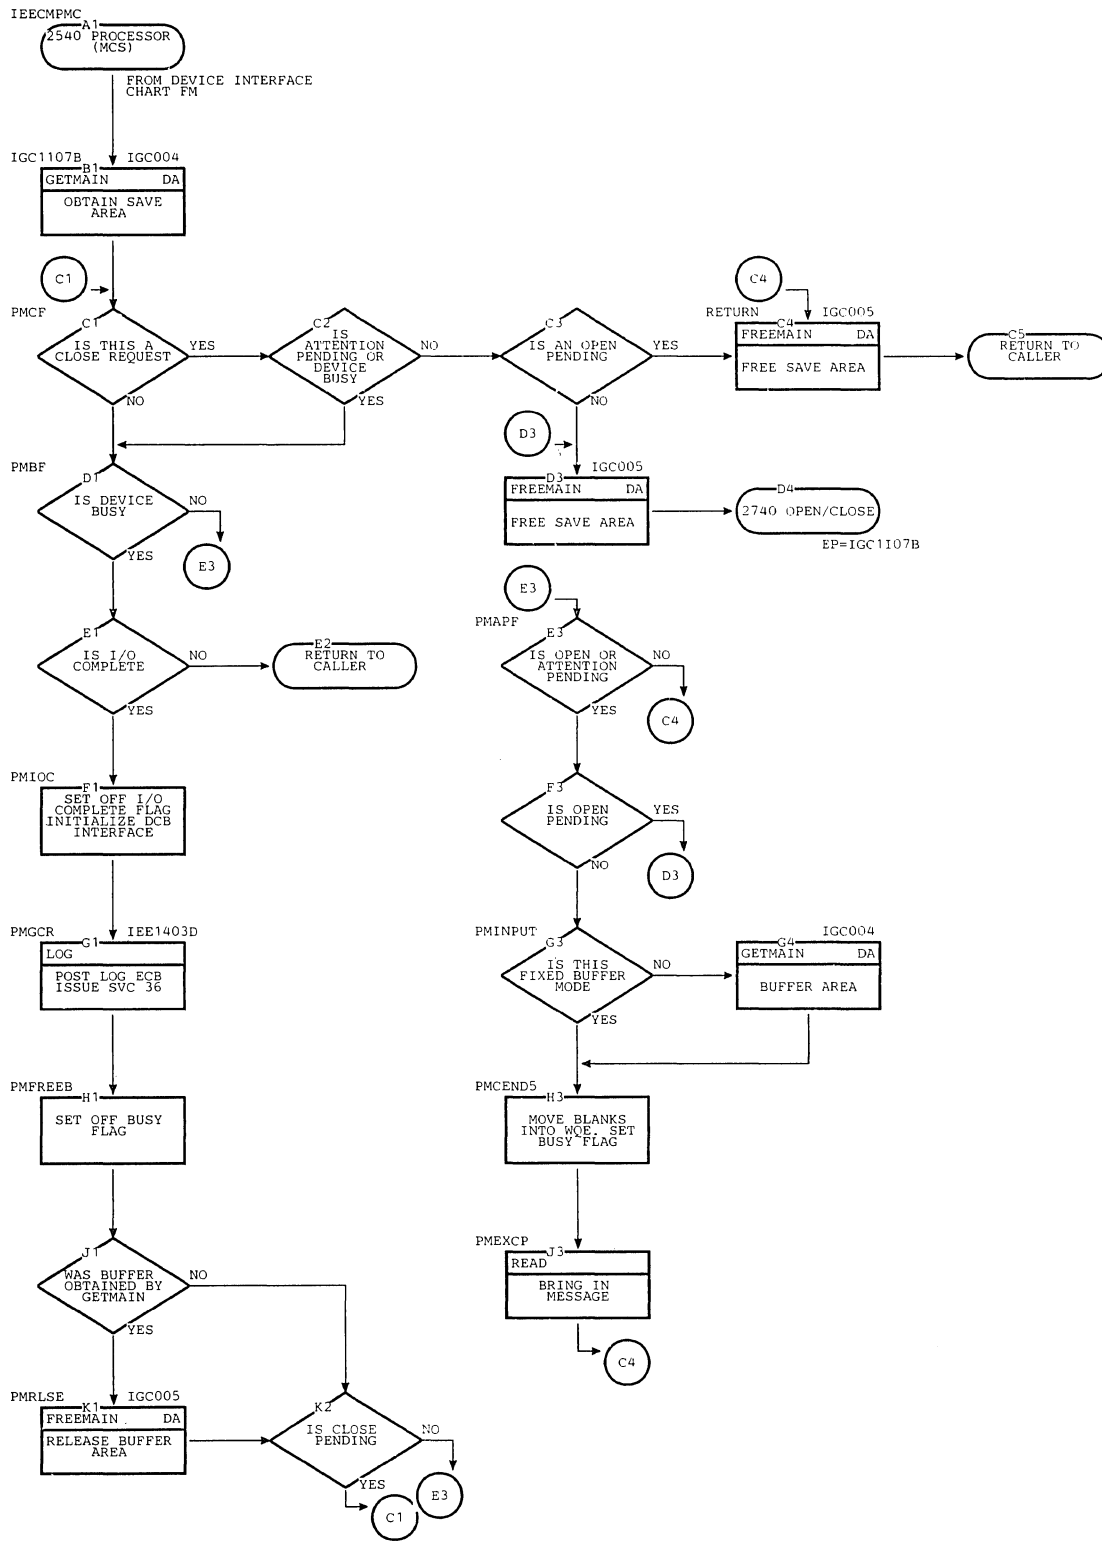 IEECMPMC
A1
2540 PROCESSOR
(MCS)
FROM DEVICE INTERFACE
CHART FM
IGC1107B
IGC004
B1
GETMAIN DA
OBTAIN SAVE
AREA
C1
C4
PMCF
C1
IS THIS A
CLOSE REQUEST
YES
NO
C2
IS
ATTENTION
PENDING OR
DEVICE
BUSY
NO
YES
C3
IS AN OPEN
PENDING
YES
NO
RETURN
IGC005
C4
FREEMAIN DA
FREE SAVE AREA
C5
RETURN TO
CALLER
D3
PMBF
D1
IS DEVICE
BUSY
NO
YES
E3
IGC005
D3
FREEMAIN DA
FREE SAVE AREA
D4
2740 OPEN/CLOSE
EP=IGC1I07B
E3
E1
IS I/O
COMPLETE
NO
YES
E2
RETURN TO
CALLER
PMAPF
E3
IS OPEN OR
ATTENTION
PENDING
NO
YES
C4
PMIOC
F1
SET OFF I/O
COMPLETE FLAG
INITIALIZE DCB
INTERFACE
F3
IS OPEN
PENDING
YES
NO
D3
PMGCR
IEE1403D
G1
LOG
POST LOG ECB
ISSUE SVC 36
PMINPUT
G3
IS THIS
FIXED BUFFER
MODE
NO
YES
IGC004
G4
GETMAIN DA
BUFFER AREA
PMFREEB
H1
SET OFF BUSY
FLAG
PMCEND5
H3
MOVE BLANKS
INTO WQE. SET
BUSY FLAG
J1
WAS BUFFER
OBTAINED BY
GETMAIN
NO
YES
PMEXCP
J3
READ
BRING IN
MESSAGE
C4
PMRLSE
IGC005
K1
FREEMAIN DA
RELEASE BUFFER
AREA
K2
IS CLOSE
PENDING
NO
YES
E3
C1